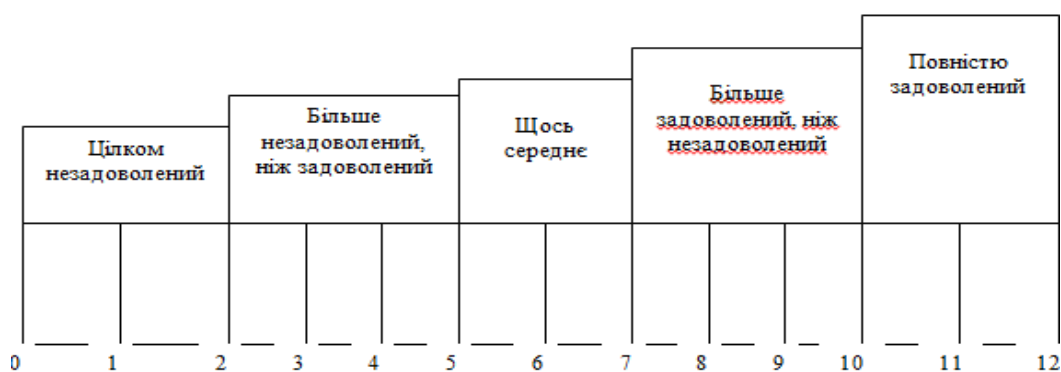 Цілком
незадоволений
Більше
незадоволений,
ніж задоволений
Щось
середнє
Більше
задоволений, ніж
незадоволений
Повністю
задоволений
0 1 2 3 4 5 6 7 8 9 10 11 12